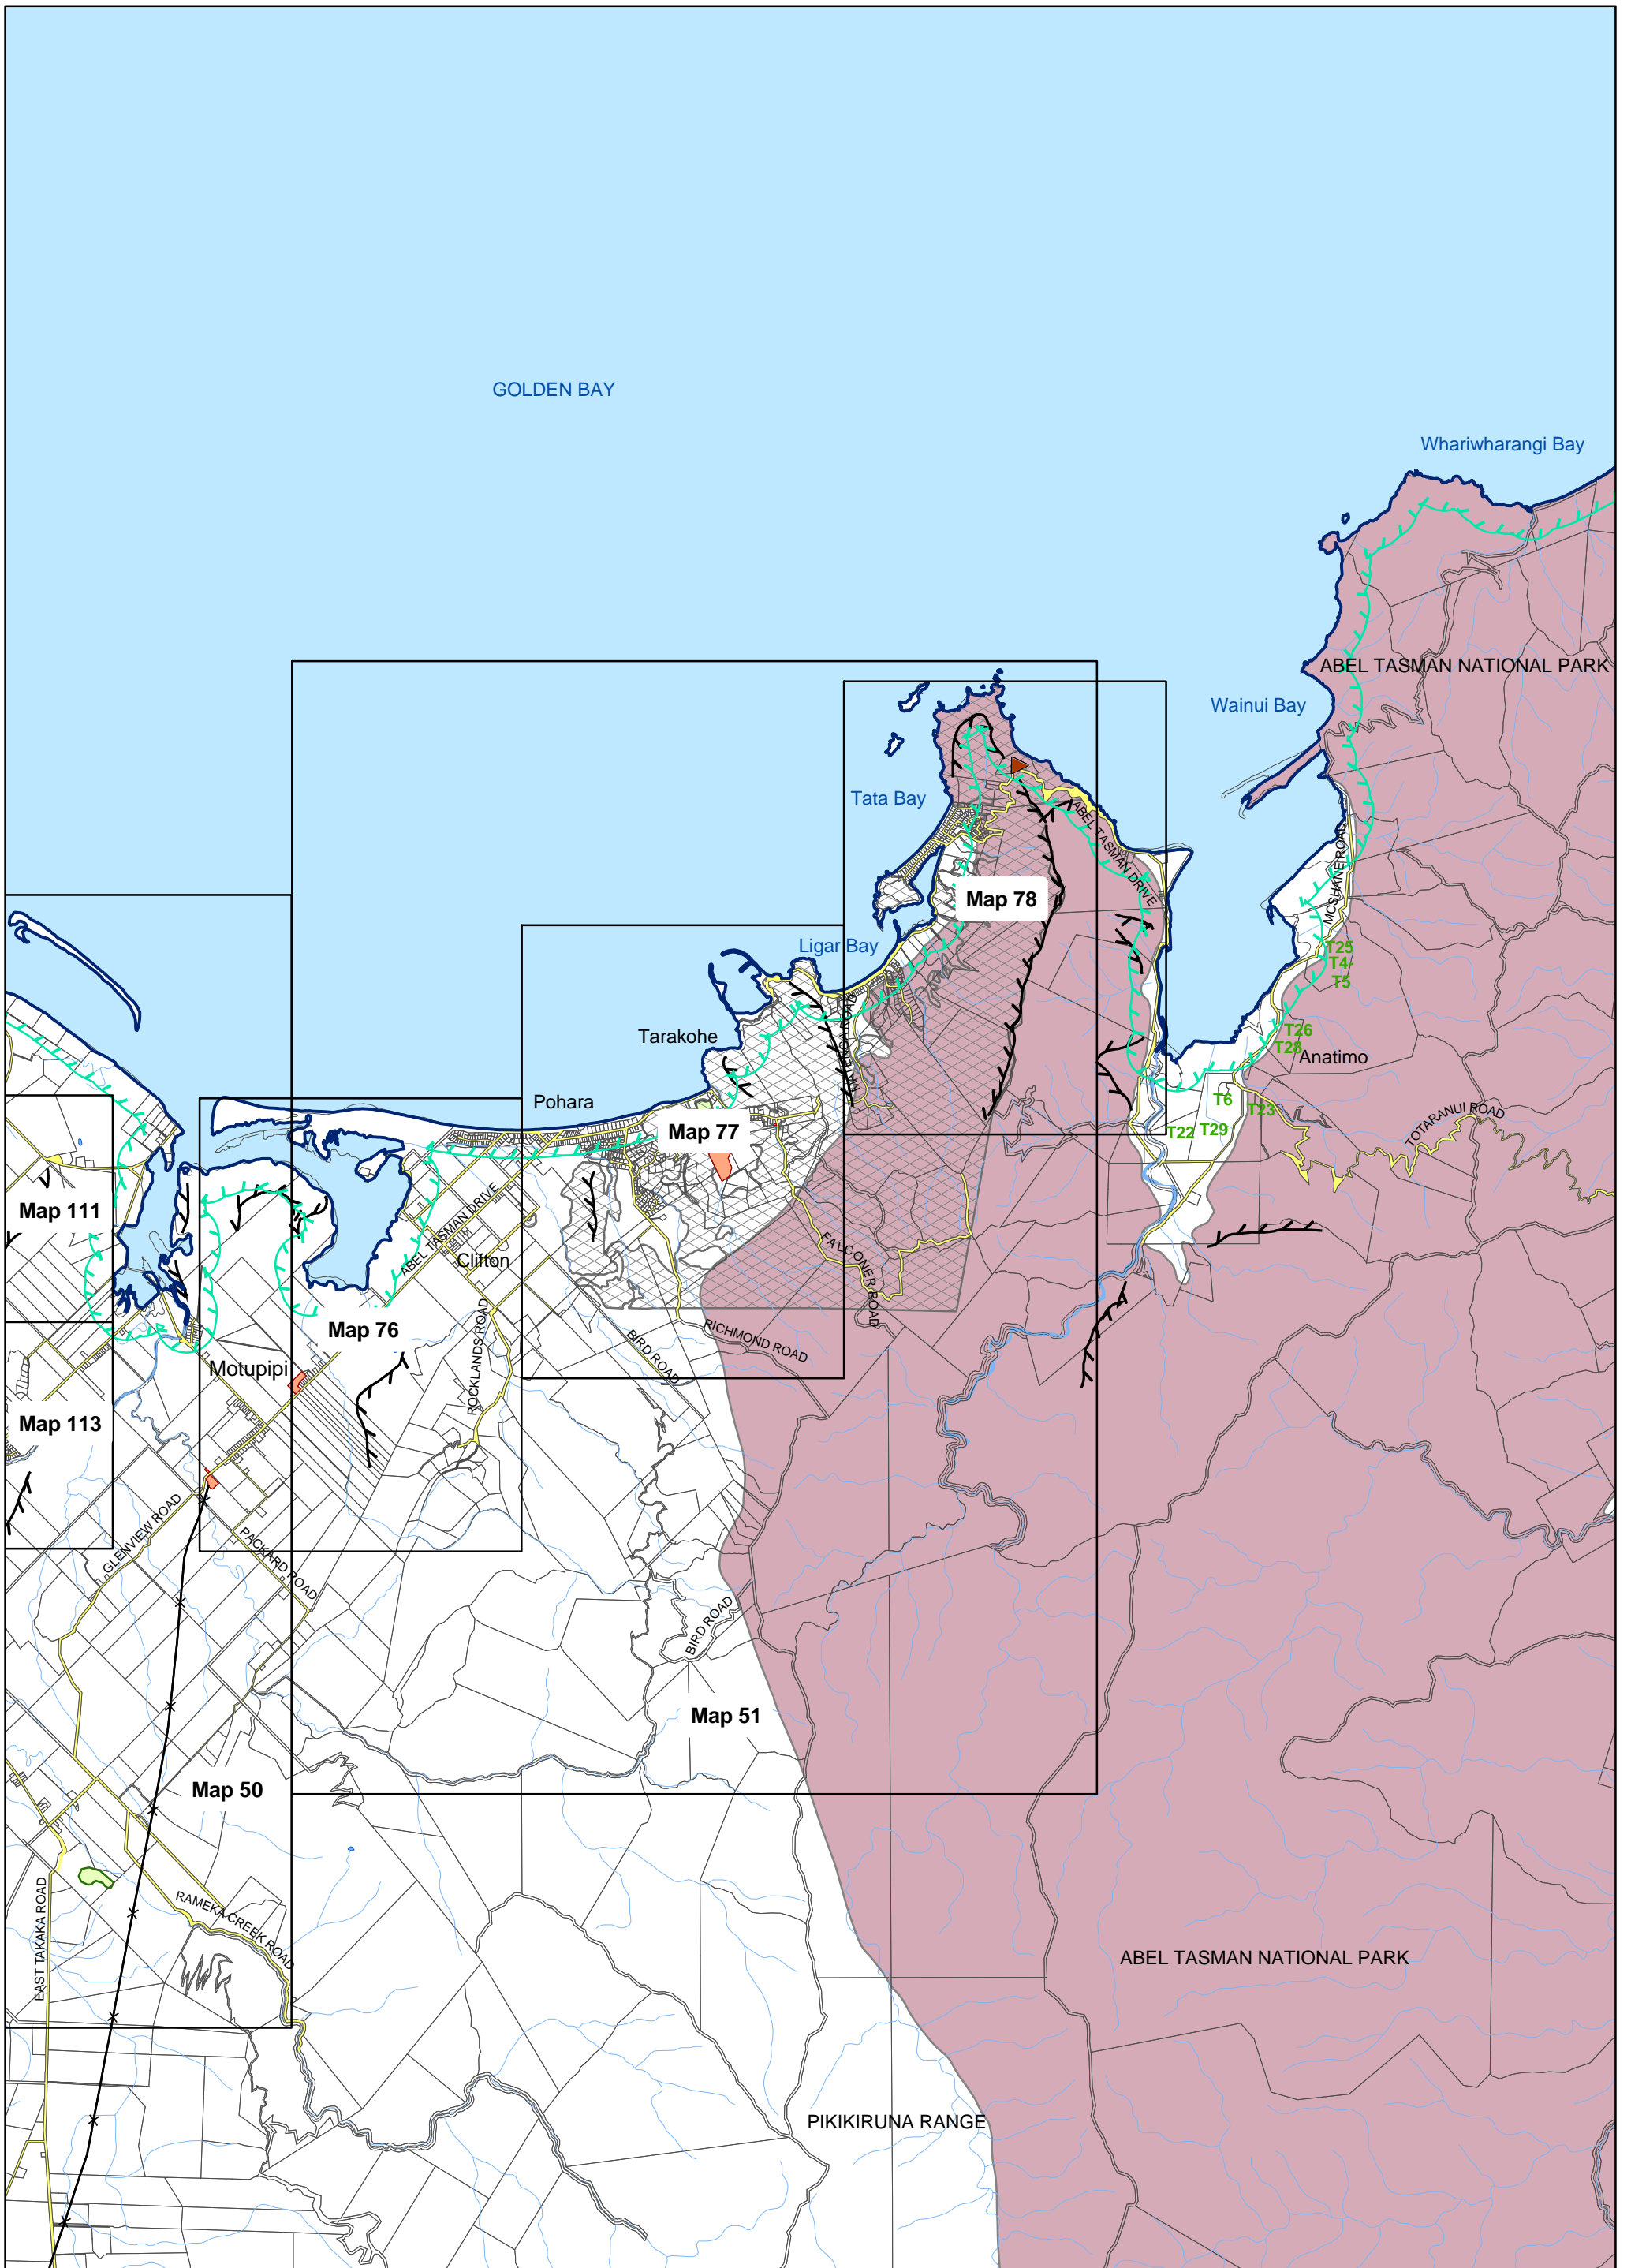 GOLDEN BAY
Whariwharangi Bay
ABEL TASMAN NATIONAL PARK
Wainui Bay
Tata Bay
ABEL TASMAN DRIVE
MCSHANE ROAD
Map 78
Ligar Bay
T25
T4-
T5
Tarakohe
T26
T28
Anatimo
Pohara
T6
T23
TOTARANUI ROAD
Map 77
T22
T29
Map 111
ABEL TASMAN DRIVE
Clifton
FALCONER ROAD
Map 76
ROCKLANDS ROAD
BIRD ROAD
RICHMOND ROAD
Motupipi
Map 113
GLENVIEW ROAD
PACKARD ROAD
BIRD ROAD
Map 51
Map 50
EAST TAKAKA ROAD
RAMEKA CREEK ROAD
ABEL TASMAN NATIONAL PARK
PIKIKIRUNA RANGE